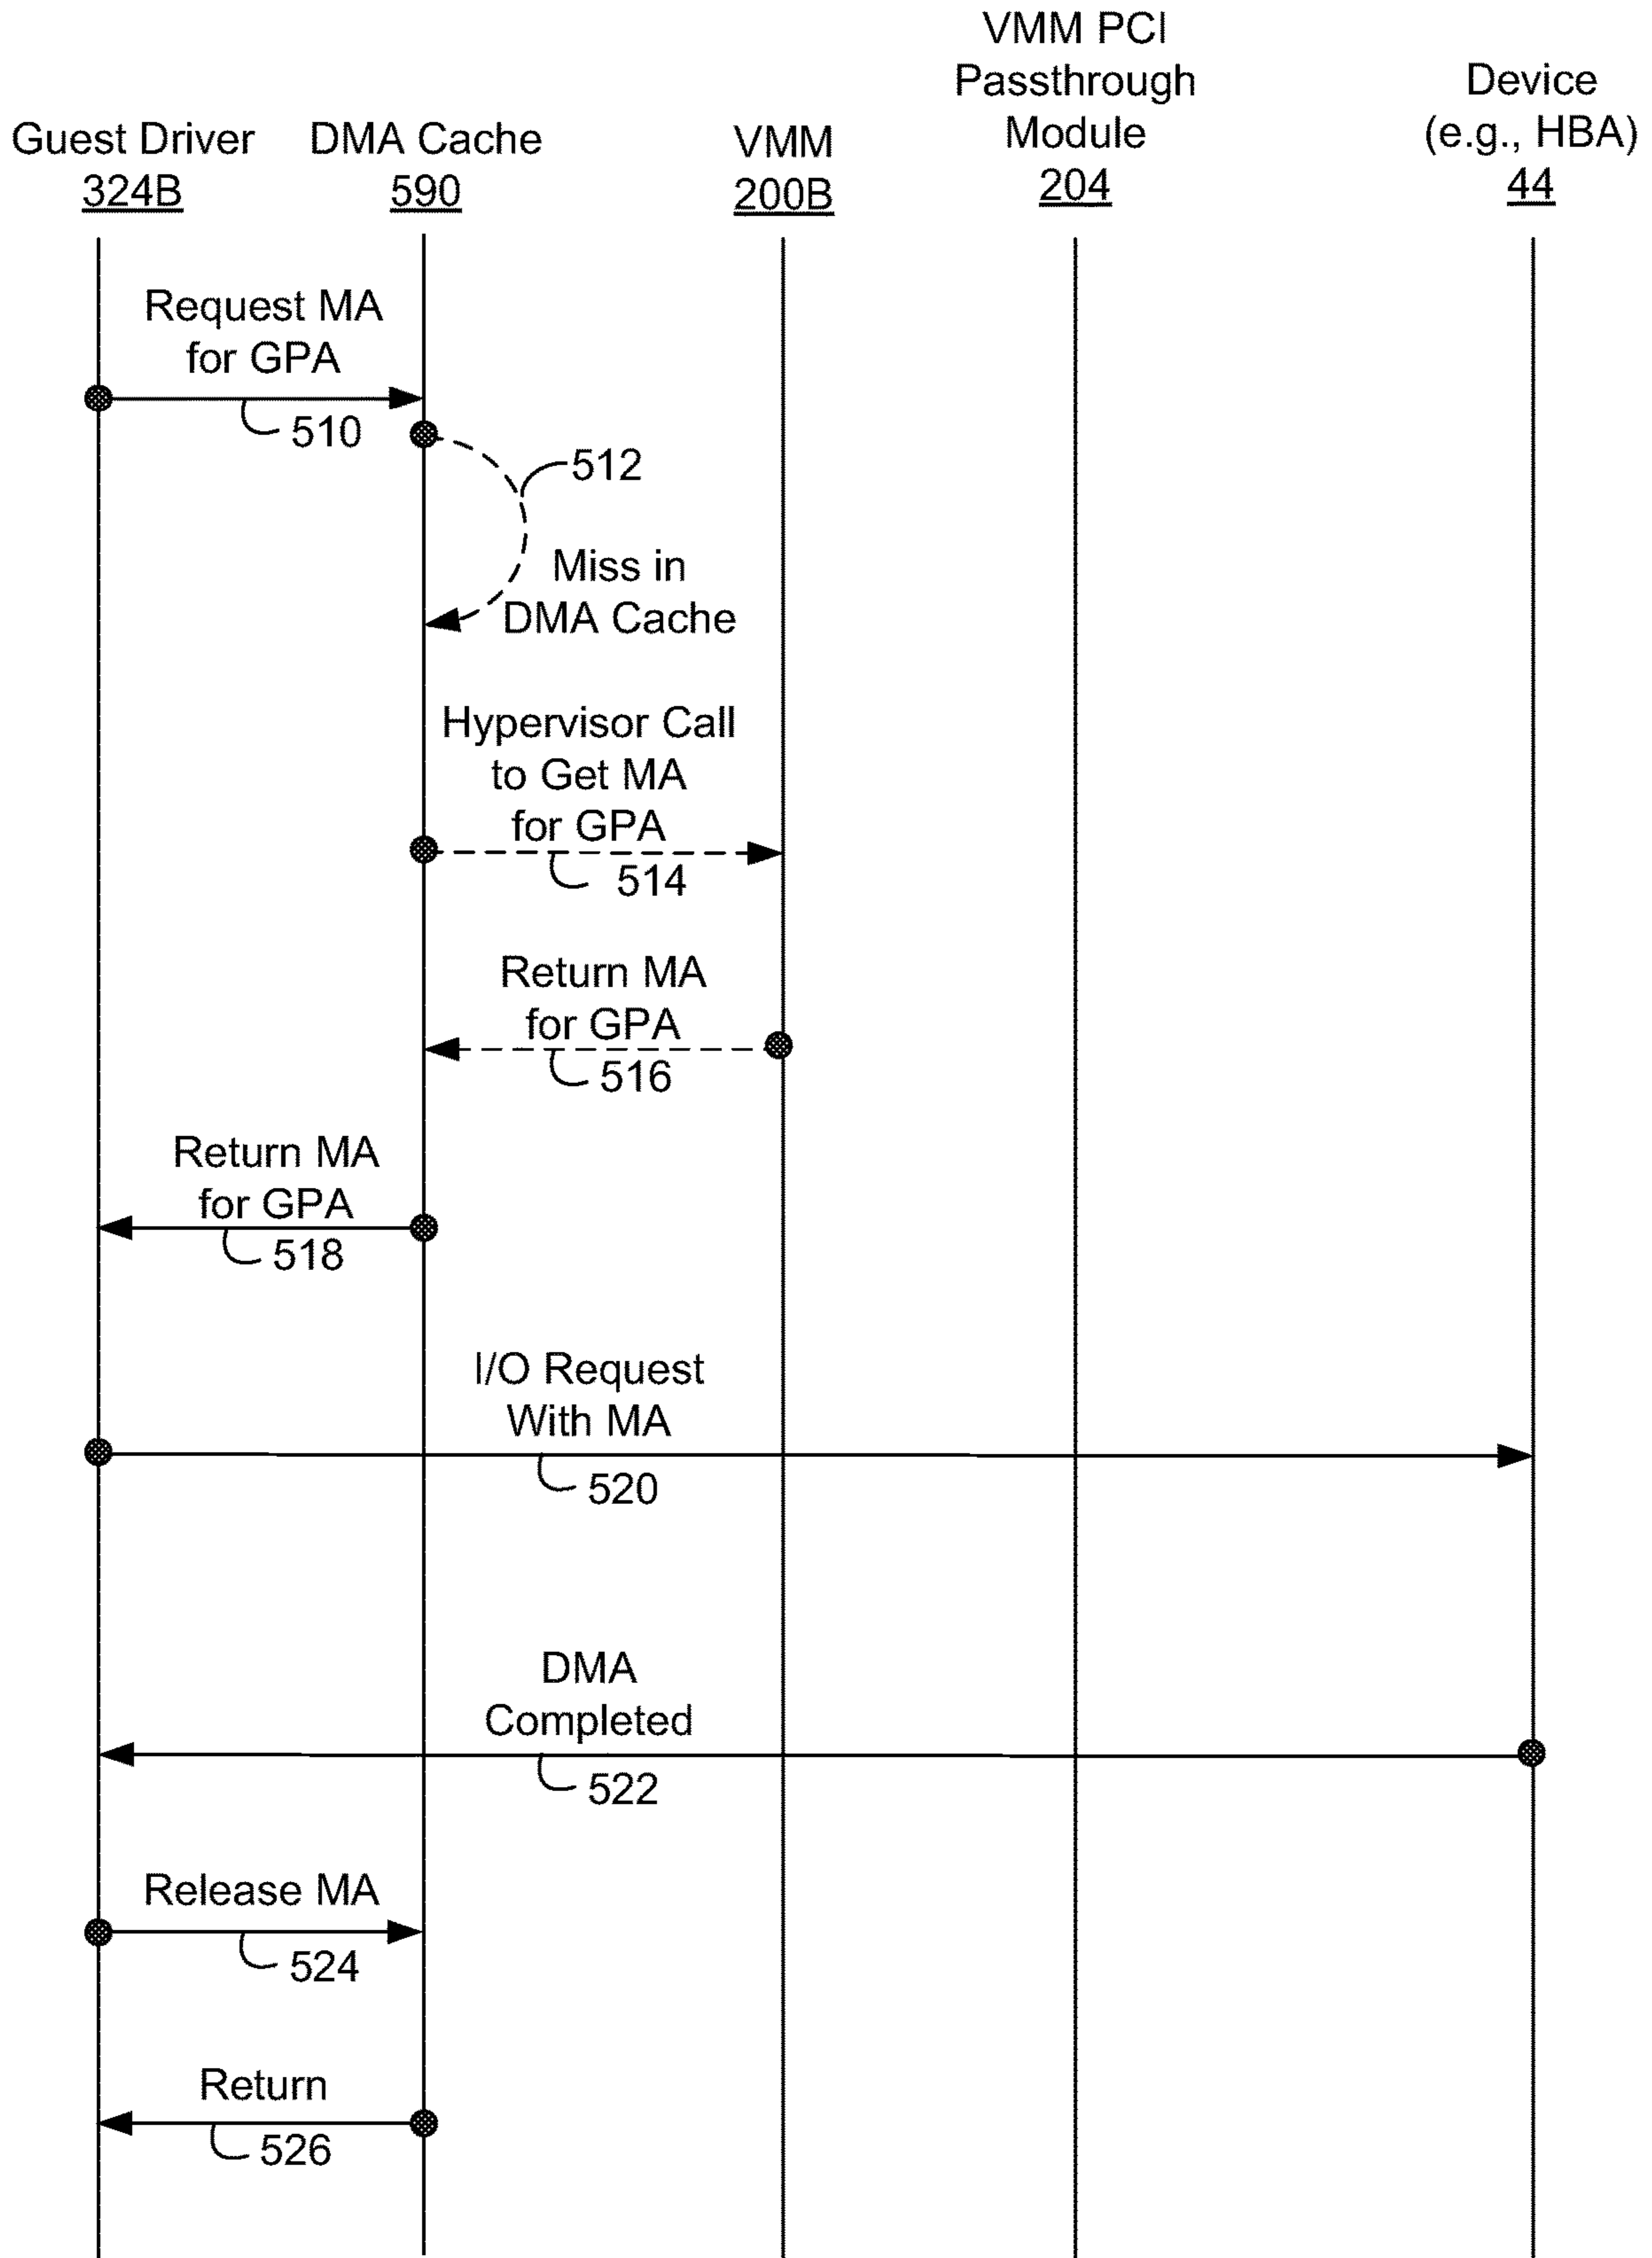 VMM PCI
Passthrough
Module
204
Device
(e.g., HBA)
44
Guest Driver
324B
DMA Cache
590
VMM
200B
Request MA
for GPA
510
512
Miss in
DMA Cache
Hypervisor Call
to Get MA
for GPA
514
Return MA
for GPA
516
Return MA
for GPA
518
I/O Request
With MA
520
DMA
Completed
522
Release MA
524
Return
526